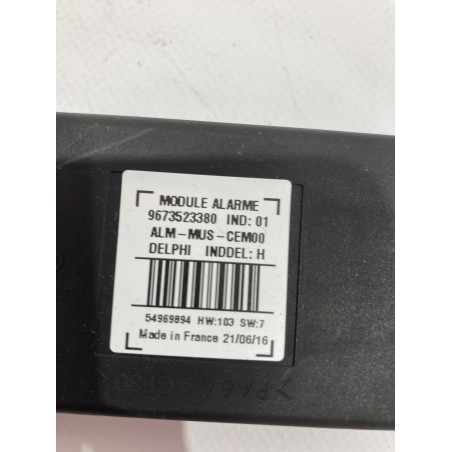 MODULE ALARME
9673523380 IND: 01
ALM-MUS-CEM00
DELPHI INDDEL: H
54969894 HW:103 SW:7
Made in France 21/06/16